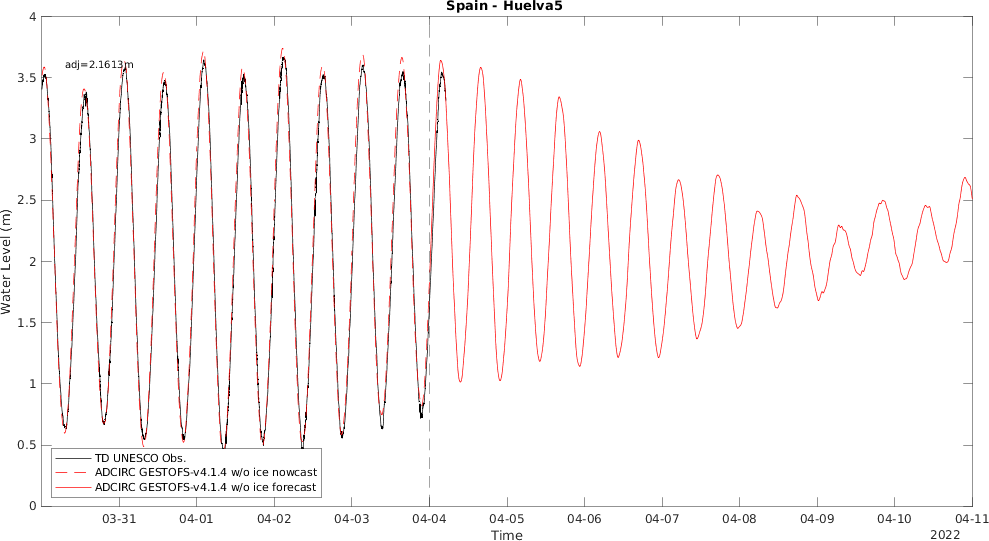 Spain - Huelva5
4
3.5
3
2.5
2
1.5
1
0.5
0
Water Level (m)
adj=2.1613m
TD UNESCO Obs.
ADCIRC GESTOFS-v4.1.4 w/o ice nowcast
ADCIRC GESTOFS-v4.1.4 w/o ice forecast
03-31 04-01 04-02 04-03 04-04 04-05 04-06 04-07 04-08 04-09 04-10 04-11
Time
2022